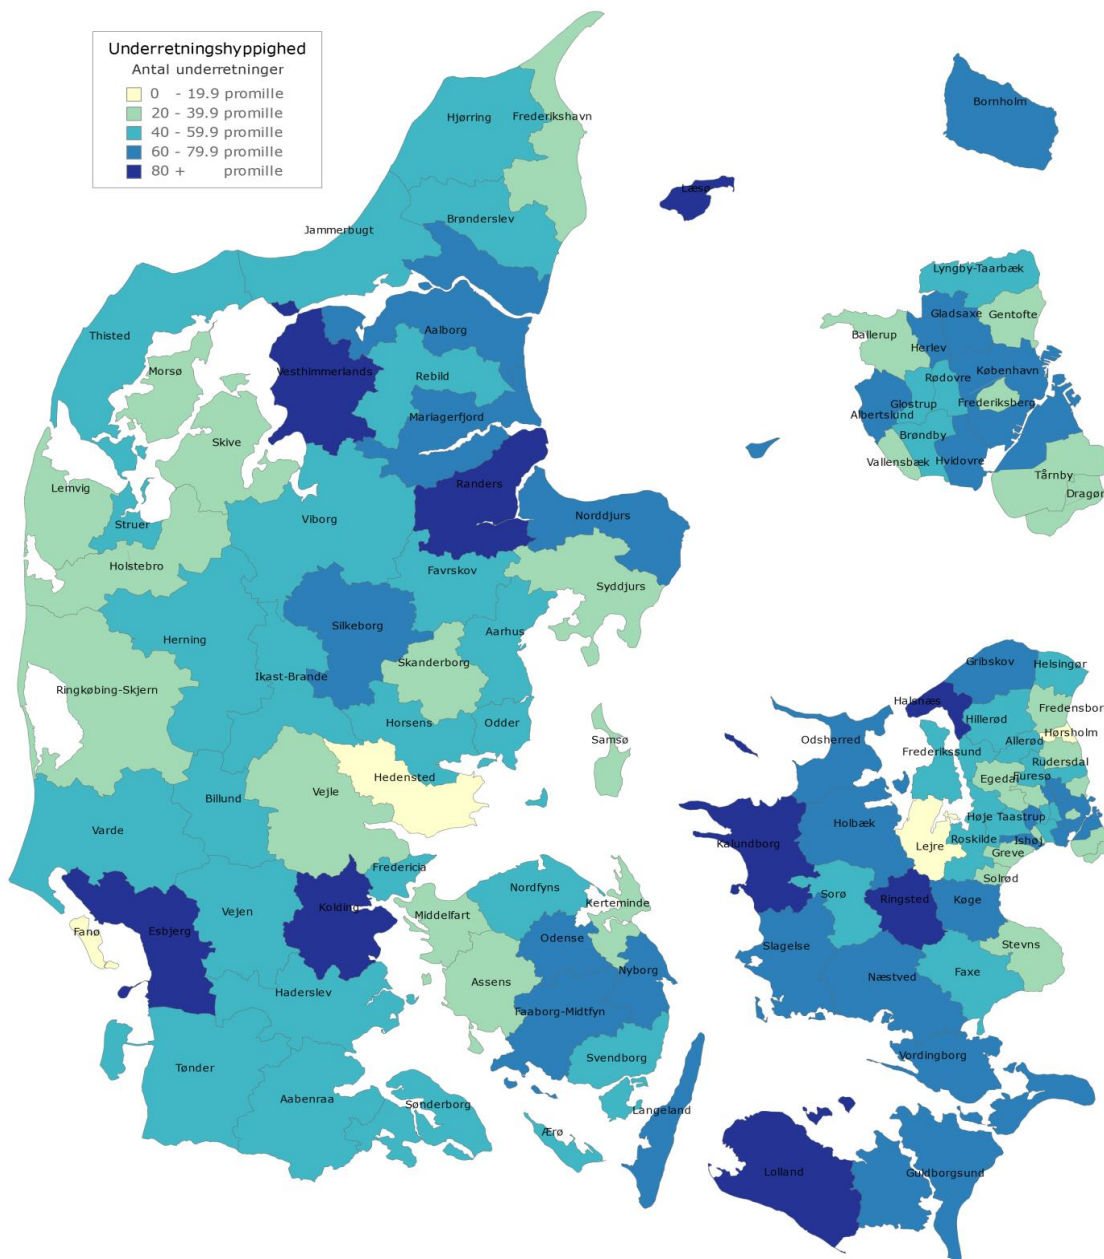 Underretningshyppighed
Antal underretninger
0 - 19.9 promille
20 - 39.9 promille
40 - 59.9 promille
60 - 79.9 promille
80 + promille
Hjørring
Frederikshavn
Brønderslev
Jammerbugt
Læsø
Bornholm
Thisted
Aalborg
Morsø
Vesthimmerlands
Rebild
Mariagerfjord
Skive
Lemvig
Randers
Struer
Viborg
Norddjurs
Holstebro
Favrskov
Syddjurs
Silkeborg
Aarhus
Herning
Skanderborg
Ikast-Brande
Ringkøbing-Skjern
Horsens
Odder
Samsø
Hedensted
Vejle
Billund
Varde
Fredericia
Kolding
Vejen
Esbjerg
Fanø
Haderslev
Tønder
Aabenraa
Sønderborg
Nordfyns
Middelfart
Kerteminde
Odense
Nyborg
Assens
Faaborg-Midtfyn
Svendborg
Langeland
Ærø
Lyngby-Taarbæk
Gladsaxe
Gentofte
Ballerup
Herlev
København
Rødovre
Glostrup
Frederiksberg
Albertslund
Brøndby
Vallensbæk
Hvidovre
Tårnby
Dragør
Gribskov
Helsingør
Halsnæs
Fredensbor
Hillerød
Odsherred
Hørsholm
Allerød
Frederikssund
Rudersdal
Egedal
Furesø
Høje Taastrup
Holbæk
Kalundborg
Lejre
Roskilde
Ishøj
Greve
Solrød
Sorø
Ringsted
Køge
Slagelse
Stevns
Næstved
Faxe
Vordingborg
Lolland
Guldborgsund